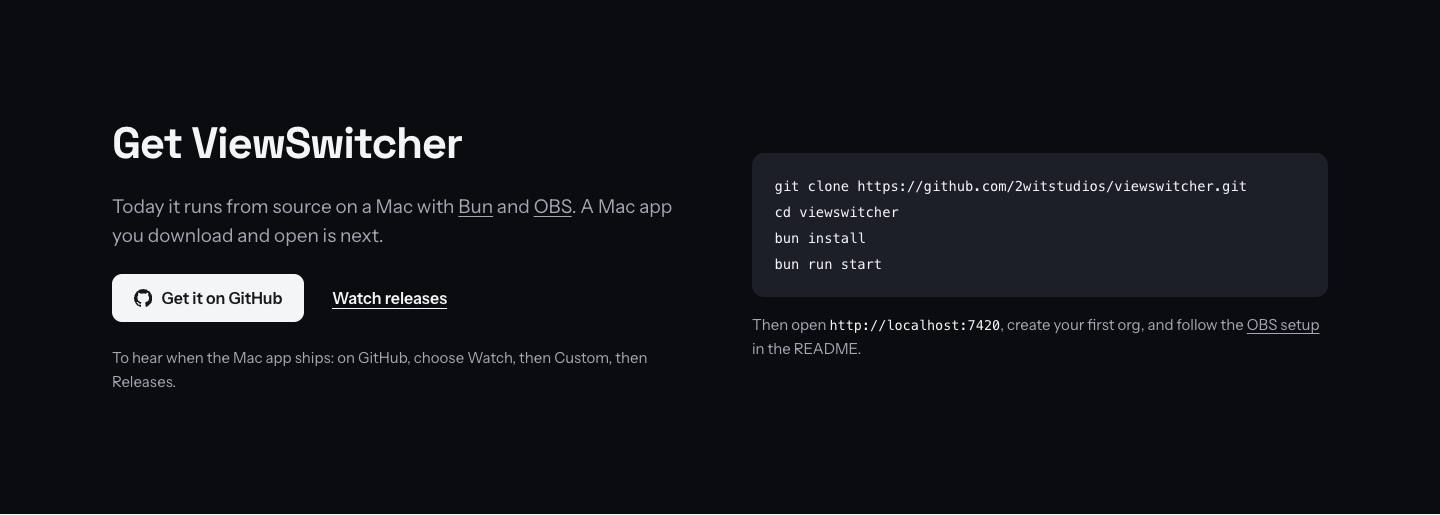 Get ViewSwitcher
Today it runs from source on a Mac with Bun and OBS. A Mac app
you download and open is next.
Get it on GitHub
Watch releases
To hear when the Mac app ships: on GitHub, choose Watch, then Custom, then
Releases.
git clone https://github.com/2witstudios/viewswitcher.git
cd viewswitcher
bun install
bun run start
Then open http://localhost:7420, create your first org, and follow the OBS setup
in the README.